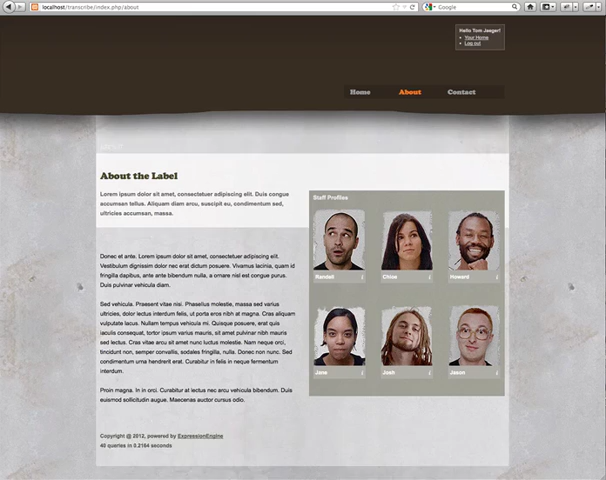 localhost/transcribe/index.php/about
Google
Hello Tom Jaeger!
Your Home
Log out
Home
About
Contact
About the Label
Lorem ipsum dolor sit amet, consectetuer adipiscing elit. Duis congue
accumsan tellus. Aliquam diam arcu, suscipit eu, condimentum sed,
ultricies accumsan, massa.
Staff Profiles
Randell
Chloe
Howard
Jane
Josh
Jason
Donec et ante. Lorem ipsum dolor sit amet, consectetuer adipiscing elit.
Vestibulum dignissim dolor nec erat dictum posuere. Vivamus lacinia, quam id
fringilla dapibus, ante ante bibendum nulla, a ornare nisl est congue purus.
Duis pulvinar vehicula diam.
Sed vehicula. Praesent vitae nisi. Phasellus molestie, massa sed varius
ultricies, dolor lectus interdum felis, ut porta eros nibh at magna. Cras aliquam
vulputate lacus. Nullam tempus vehicula mi. Quisque posuere, erat quis
iaculis consequat, tortor ipsum varius mauris, sit amet pulvinar nibh mauris
sed lectus. Cras vitae arcu sit amet nunc luctus molestie. Nam neque orci,
tincidunt non, semper convallis, sodales fringilla, nulla. Donec non nunc. Sed
condimentum urna hendrerit erat. Curabitur in felis in neque fermentum
interdum.
Proin magna. In in orci. Curabitur at lectus nec arcu vehicula bibendum. Duis
euismod sollicitudin augue. Maecenas auctor cursus odio.
Copyright @ 2012, powered by ExpressionEngine
40 queries in 0.2184 seconds